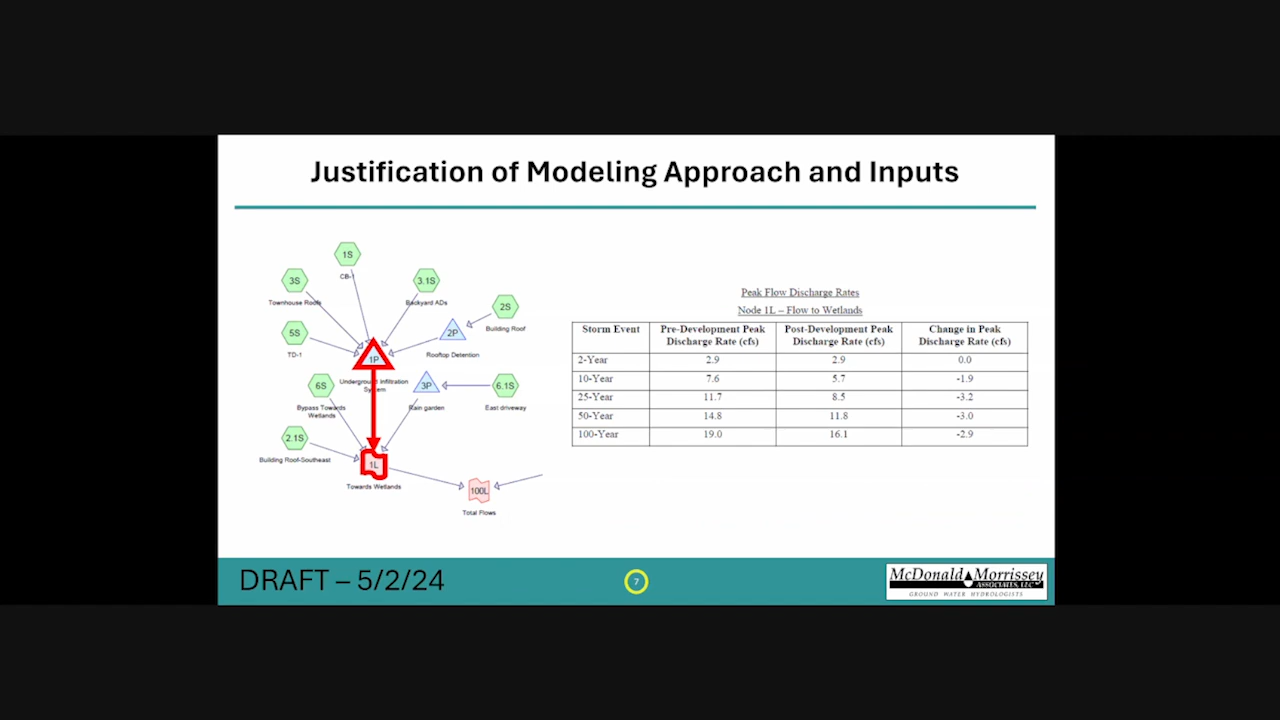 Justification of Modeling Approach and Inputs
1S
CB-1
3S
Townhouse Roofs
3.1S
Backyard ADs
2S
Building Roof
5S
TD-1
2P
Rooftop Detention
1P
Underground Infiltration
System
6S
Bypass Towards
Wetlands
3P
Rain garden
6.1S
East driveway
2.1S
Building Roof-Southeast
1L
Towards Wetlands
100L
Total Flows
Peak Flow Discharge Rates
Node 1L – Flow to Wetlands
Storm Event Pre-Development Peak Discharge Rate (cfs) Post-Development Peak Discharge Rate (cfs) Change in Peak Discharge Rate (cfs)
2-Year 2.9 2.9 0.0
10-Year 7.6 5.7 -1.9
25-Year 11.7 8.5 -3.2
50-Year 14.8 11.8 -3.0
100-Year 19.0 16.1 -2.9
DRAFT – 5/2/24
7
McDonald Morrissey
ASSOCIATES, LLC
GROUND WATER HYDROLOGISTS